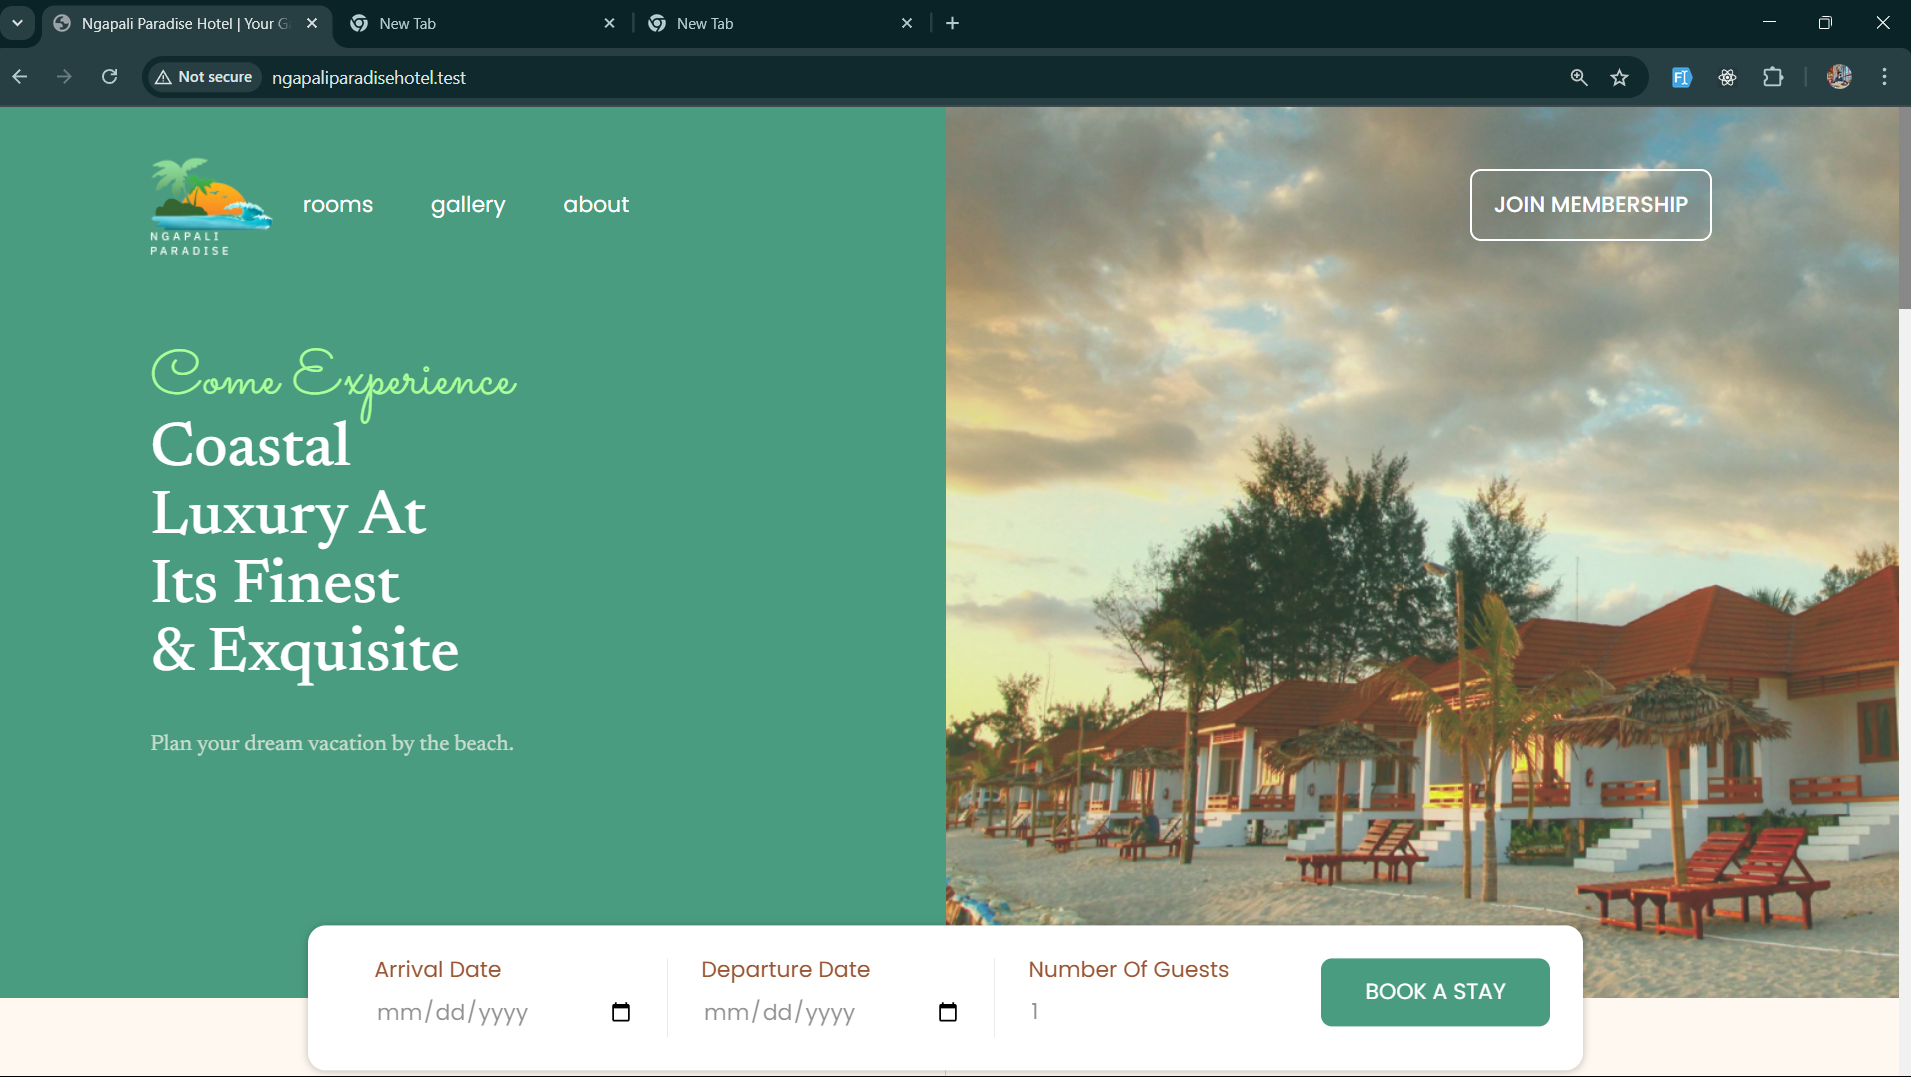 Ngapali Paradise Hotel | Your G
New Tab
New Tab
Not secure
ngapaliparadisehotel.test
NGAPALI
PARADISE
rooms
gallery
about
JOIN MEMBERSHIP
Come Experience
Coastal
Luxury At
Its Finest
& Exquisite
Plan your dream vacation by the beach.
Arrival Date
mm/dd/yyyy
Departure Date
mm/dd/yyyy
Number Of Guests
1
BOOK A STAY